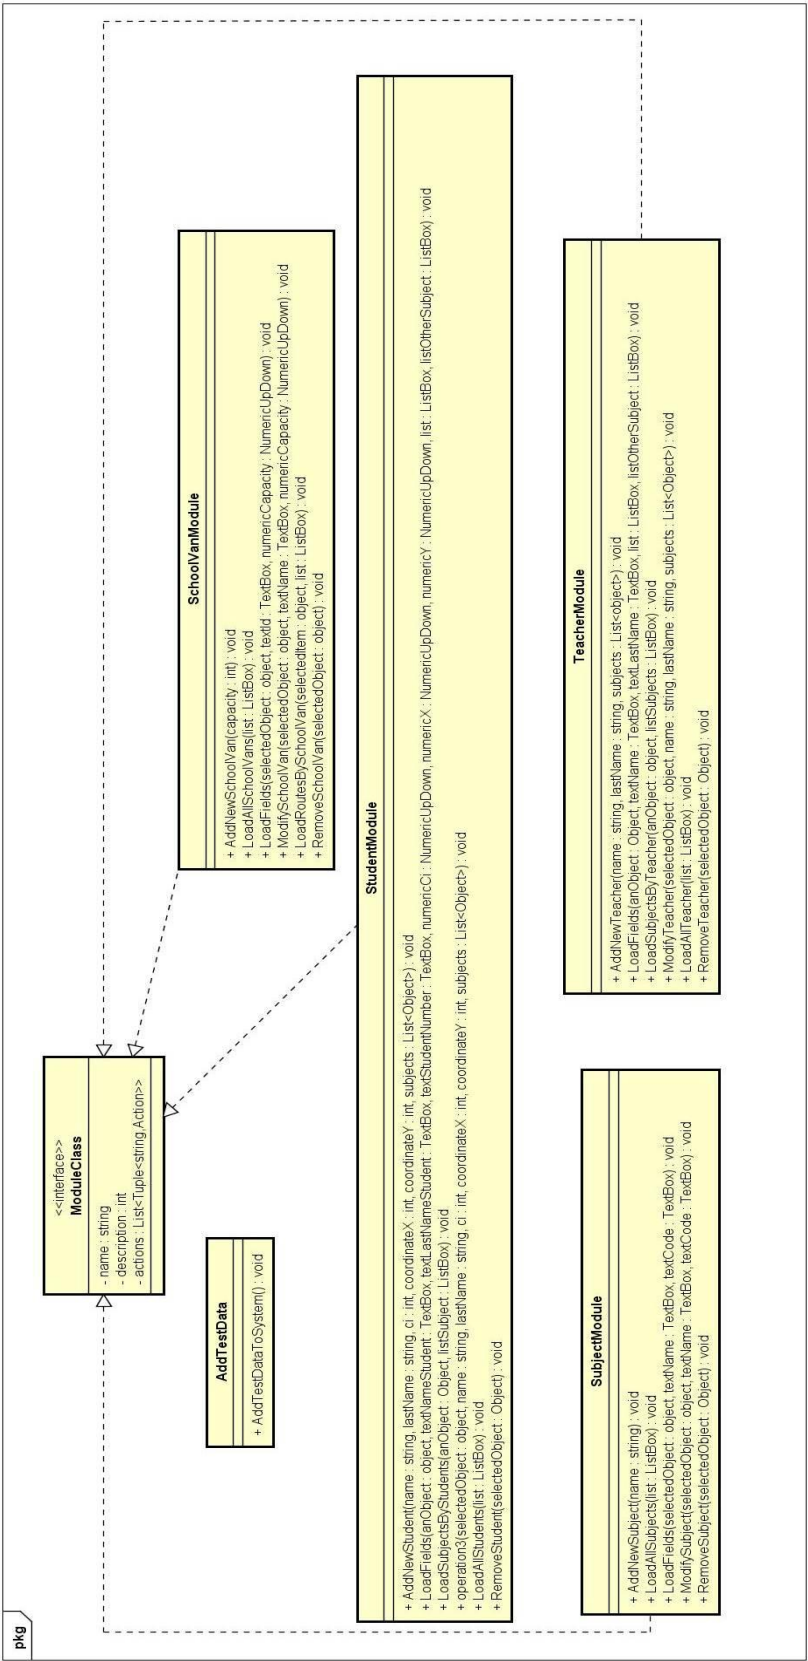 pkg
<<interface>>
ModuleClass
- name : string
- description : int
- actions : List<Tuple<string,Action>>
AddTestData
+ AddTestDataToSystem() : void
SchoolVanModule
+ AddNewSchoolVan(capacity : int) : void
+ LoadAllSchoolVans(list : ListBox) : void
+ LoadFields(selectedObject : object, textId : TextBox, numericCapacity : NumericUpDown) : void
+ ModifySchoolVan(selectedObject : object, textName : TextBox, numericCapacity : NumericUpDown) : void
+ LoadRoutesBySchoolVan(selectedItem : object, list : ListBox) : void
+ RemoveSchoolVan(selectedObject : object) : void
StudentModule
+ AddNewStudent(name : string, lastName : string, ci : int, coordinateX : int, coordinateY : int, subjects : List<Object>) : void
+ LoadFields(anObject : object, textNameStudent : TextBox, textLastNameStudent : TextBox, textStudentNumber : TextBox, numericCi : NumericUpDown, numericX : NumericUpDown, numericY : NumericUpDown, list : ListBox, listOtherSubject : ListBox) : void
+ LoadSubjectsByStudents(anObject : Object, listSubject : ListBox) : void
+ operation3(selectedObject : object, name : string, lastName : string, ci : int, coordinateX : int, coordinateY : int, subjects : List<Object>) : void
+ LoadAllStudents(list : ListBox) : void
+ RemoveStudent(selectedObject : Object) : void
SubjectModule
+ AddNewSubject(name : string) : void
+ LoadAllSubjects(list : ListBox) : void
+ LoadFields(selectedObject : object, textName : TextBox, textCode : TextBox) : void
+ ModifySubject(selectedObject : object, textName : TextBox, textCode : TextBox) : void
+ RemoveSubject(selectedObject : Object) : void
TeacherModule
+ AddNewTeacher(name : string, lastName : string, subjects : List<object>) : void
+ LoadFields(anObject : Object, textName : TextBox, textLastName : TextBox, list : ListBox, listOtherSubject : ListBox) : void
+ LoadSubjectsByTeacher(anObject : object, listSubjects : ListBox) : void
+ ModifyTeacher(selectedObject : object, name : string, lastName : string, subjects : List<Object>) : void
+ LoadAllTeacher(list : ListBox) : void
+ RemoveTeacher(selectedObject : Object) : void